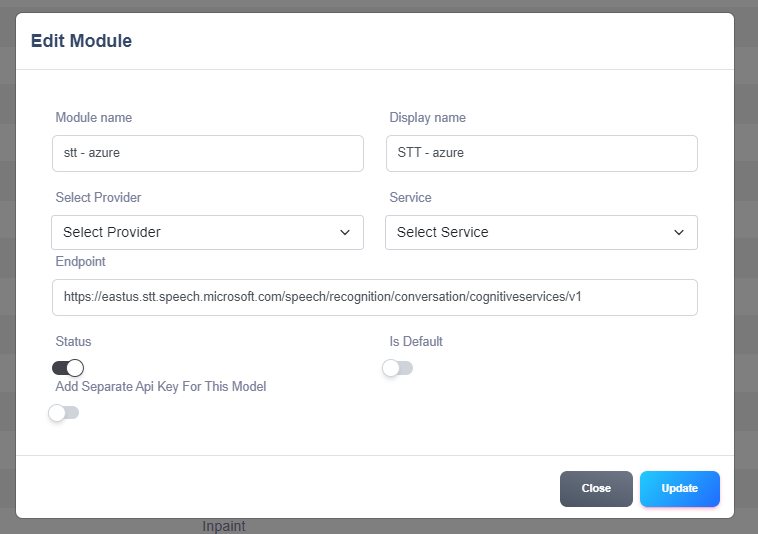 Edit Module
Module name
Display name
stt - azure
STT - azure
Select Provider
Service
Select Provider
Select Service
Endpoint
https://eastus.stt.speech.microsoft.com/speech/recognition/conversation/cognitiveservices/v1
Status
Is Default
Add Separate Api Key For This Model
Close
Update
Inpaint